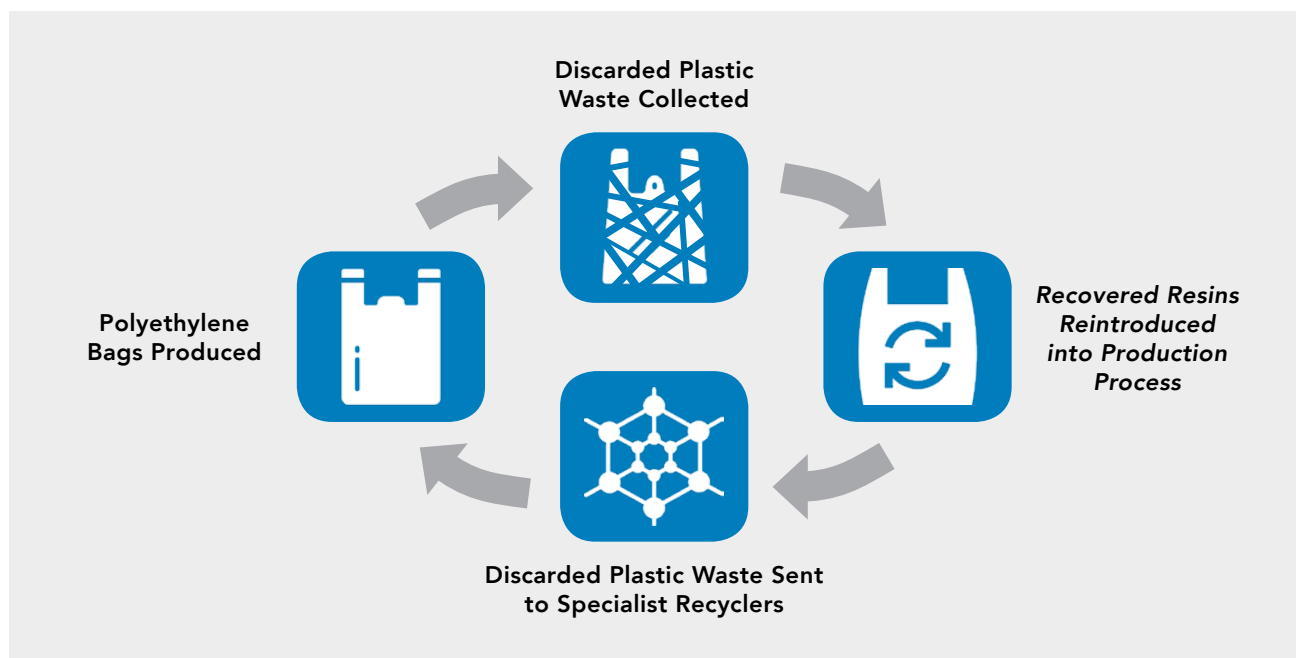 Discarded Plastic
Waste Collected
Polyethylene
Bags Produced
Recovered Resins
Reintroduced
into Production
Process
Discarded Plastic Waste Sent
to Specialist Recyclers